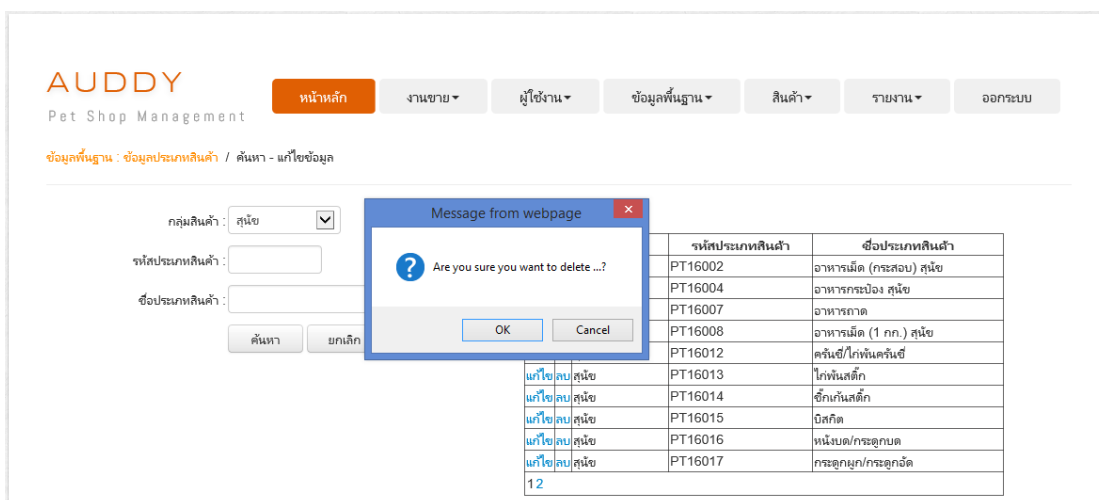 AUDDY
Pet Shop Management
หน้าหลัก งานขาย ผู้ใช้งาน ข้อมูลพื้นฐาน สินค้า รายงาน ออกระบบ
ข้อมูลพื้นฐาน : ข้อมูลประเภทสินค้า / ค้นหา - แก้ไขข้อมูล
กลุ่มสินค้า : สุนัข
รหัสประเภทสินค้า :
ชื่อประเภทสินค้า :
ค้นหา ยกเลิก
Message from webpage
Are you sure you want to delete ...?
OK Cancel
รหัสประเภทสินค้า ชื่อประเภทสินค้า
PT16002 อาหารเม็ด (กระสอบ) สุนัข
PT16004 อาหารกระป๋อง สุนัข
PT16007 อาหารถาด
PT16008 อาหารเม็ด (1 กก.) สุนัข
PT16012 ครันชี่/ไก่พันครันชี่
แก้ไข ลบ สุนัข PT16013 ไก่พันสติ๊ก
แก้ไข ลบ สุนัข PT16014 ซิ๊กเก้นสติ๊ก
แก้ไข ลบ สุนัข PT16015 บิสกิต
แก้ไข ลบ สุนัข PT16016 หนังบด/กระดูกบด
แก้ไข ลบ สุนัข PT16017 กระดูกผูก/กระดูกอัด
12